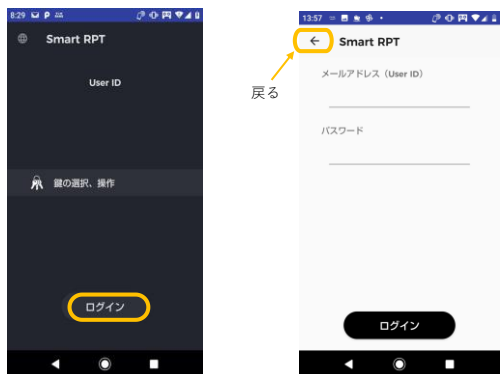 8:29
Smart RPT
User ID
鍵の選択、操作
ログイン
戻る
13:57
Smart RPT
メールアドレス（User ID）
パスワード
ログイン